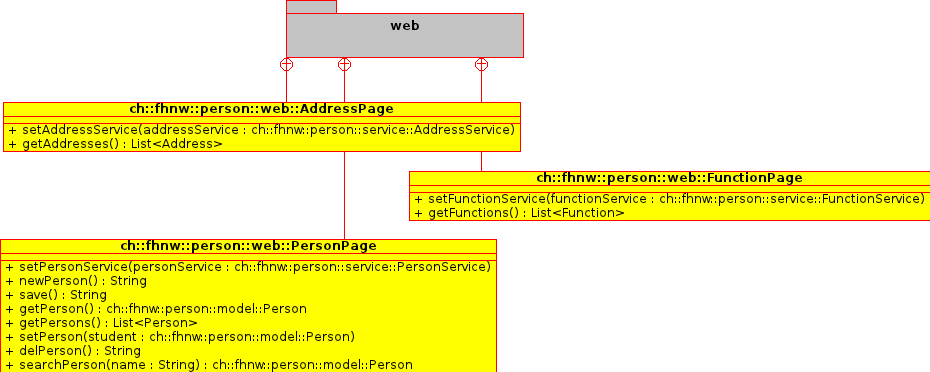 web
ch::fhnw::person::web::AddressPage
+ setAddressService(addressService : ch::fhnw::person::service::AddressService)
+ getAddresses() : List<Address>
ch::fhnw::person::web::FunctionPage
+ setFunctionService(functionService : ch::fhnw::person::service::FunctionService)
+ getFunctions() : List<Function>
ch::fhnw::person::web::PersonPage
+ setPersonService(personService : ch::fhnw::person::service::PersonService)
+ newPerson() : String
+ save() : String
+ getPerson() : ch::fhnw::person::model::Person
+ getPersons() : List<Person>
+ setPerson(student : ch::fhnw::person::model::Person)
+ delPerson() : String
+ searchPerson(name : String) : ch::fhnw::person::model::Person